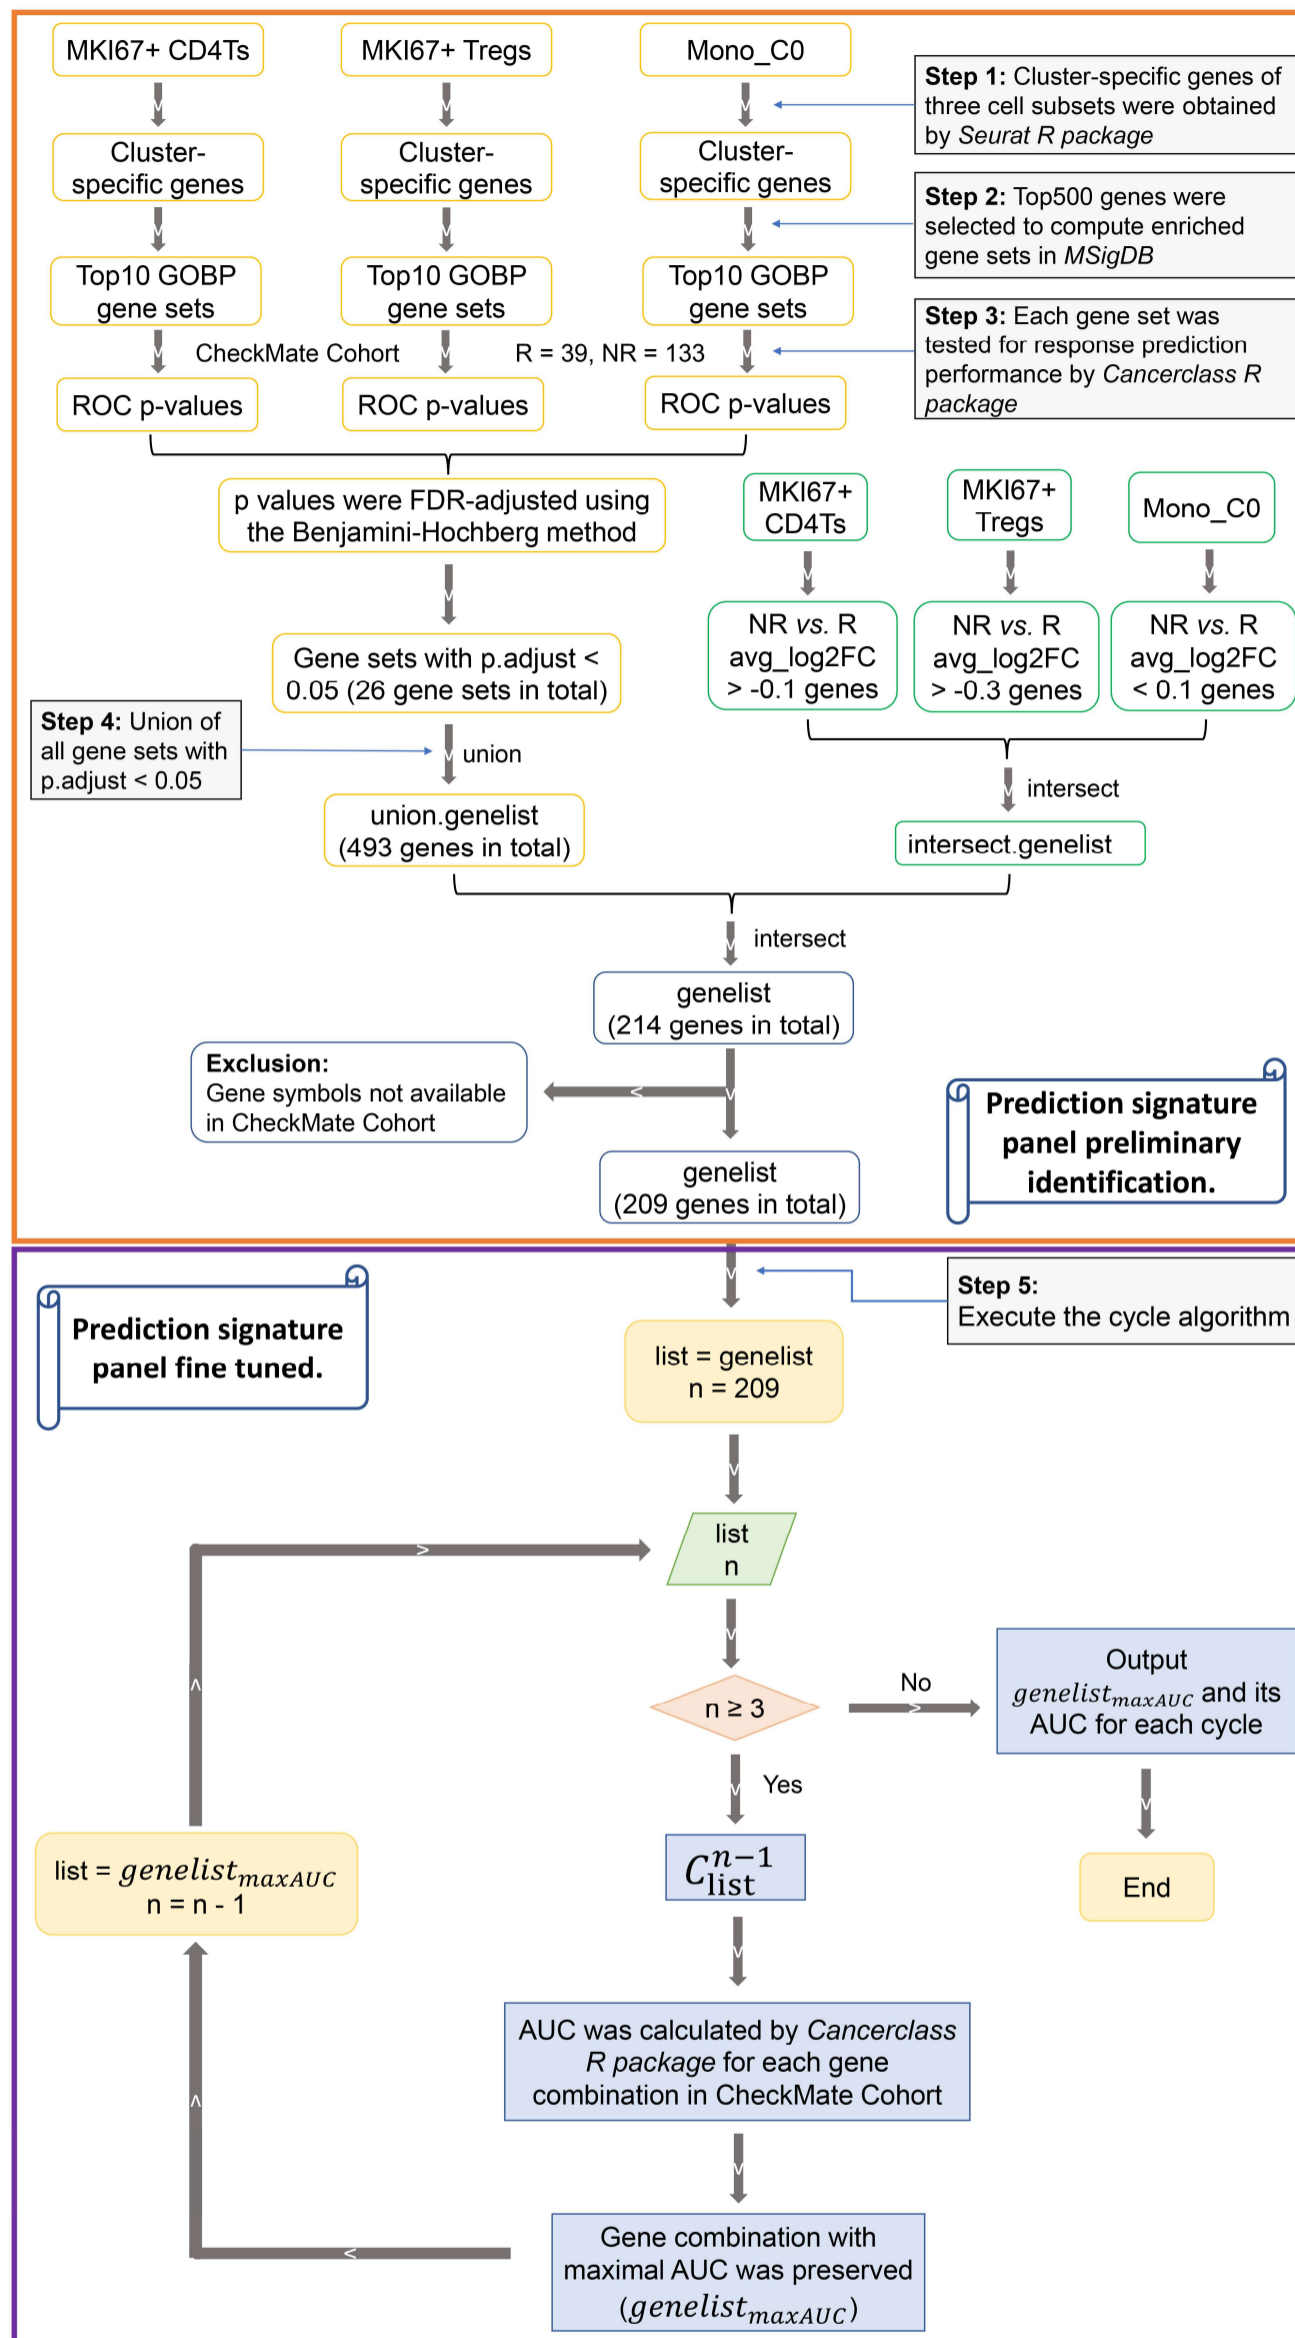 MKI67+ CD4Ts
MKI67+ Tregs
Mono_C0
Step 1: Cluster-specific genes of
three cell subsets were obtained
by Seurat R package
Cluster-
specific genes
Cluster-
specific genes
Cluster-
specific genes
Step 2: Top500 genes were
selected to compute enriched
gene sets in MSigDB
Top10 GOBP
gene sets
Top10 GOBP
gene sets
Top10 GOBP
gene sets
Step 3: Each gene set was
tested for response prediction
performance by Cancerclass R
package
CheckMate Cohort
R = 39, NR = 133
ROC p-values
ROC p-values
ROC p-values
p values were FDR-adjusted using
the Benjamini-Hochberg method
MKI67+
CD4Ts
MKI67+
Tregs
Mono_C0
NR vs. R
avg_log2FC
> -0.1 genes
NR vs. R
avg_log2FC
> -0.3 genes
NR vs. R
avg_log2FC
< 0.1 genes
Gene sets with p.adjust <
0.05 (26 gene sets in total)
Step 4: Union of
all gene sets with
p.adjust < 0.05
union
intersect
union.genelist
(493 genes in total)
intersect.genelist
intersect
genelist
(214 genes in total)
Exclusion:
Gene symbols not available
in CheckMate Cohort
genelist
(209 genes in total)
Prediction signature
panel preliminary
identification.
Prediction signature
panel fine tuned.
Step 5:
Execute the cycle algorithm
list = genelist
n = 209
list
n
n ≥ 3
No
Output
genelist_maxAUC and its
AUC for each cycle
Yes
End
C_list^n−1
list = genelist_maxAUC
n = n - 1
AUC was calculated by Cancerclass
R package for each gene
combination in CheckMate Cohort
Gene combination with
maximal AUC was preserved
(genelist_maxAUC)